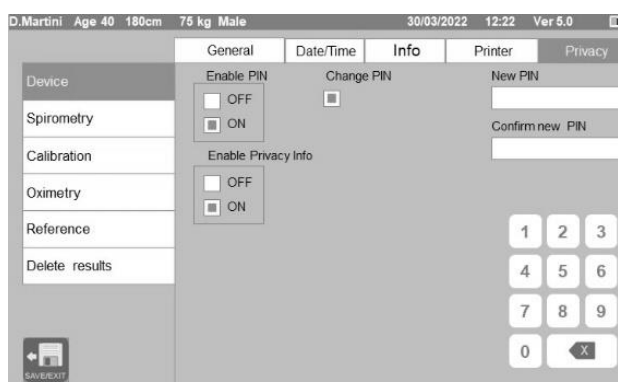 D.Martini Age 40 180cm 75 kg Male 30/03/2022 12:22 Ver 5.0
General Date/Time Info Printer Privacy
Device
Spirometry
Calibration
Oximetry
Reference
Delete results
Enable PIN
OFF
ON
Change PIN
New PIN
Confirm new PIN
Enable Privacy Info
OFF
ON
1 2 3
4 5 6
7 8 9
0 X
SAVE/EXIT